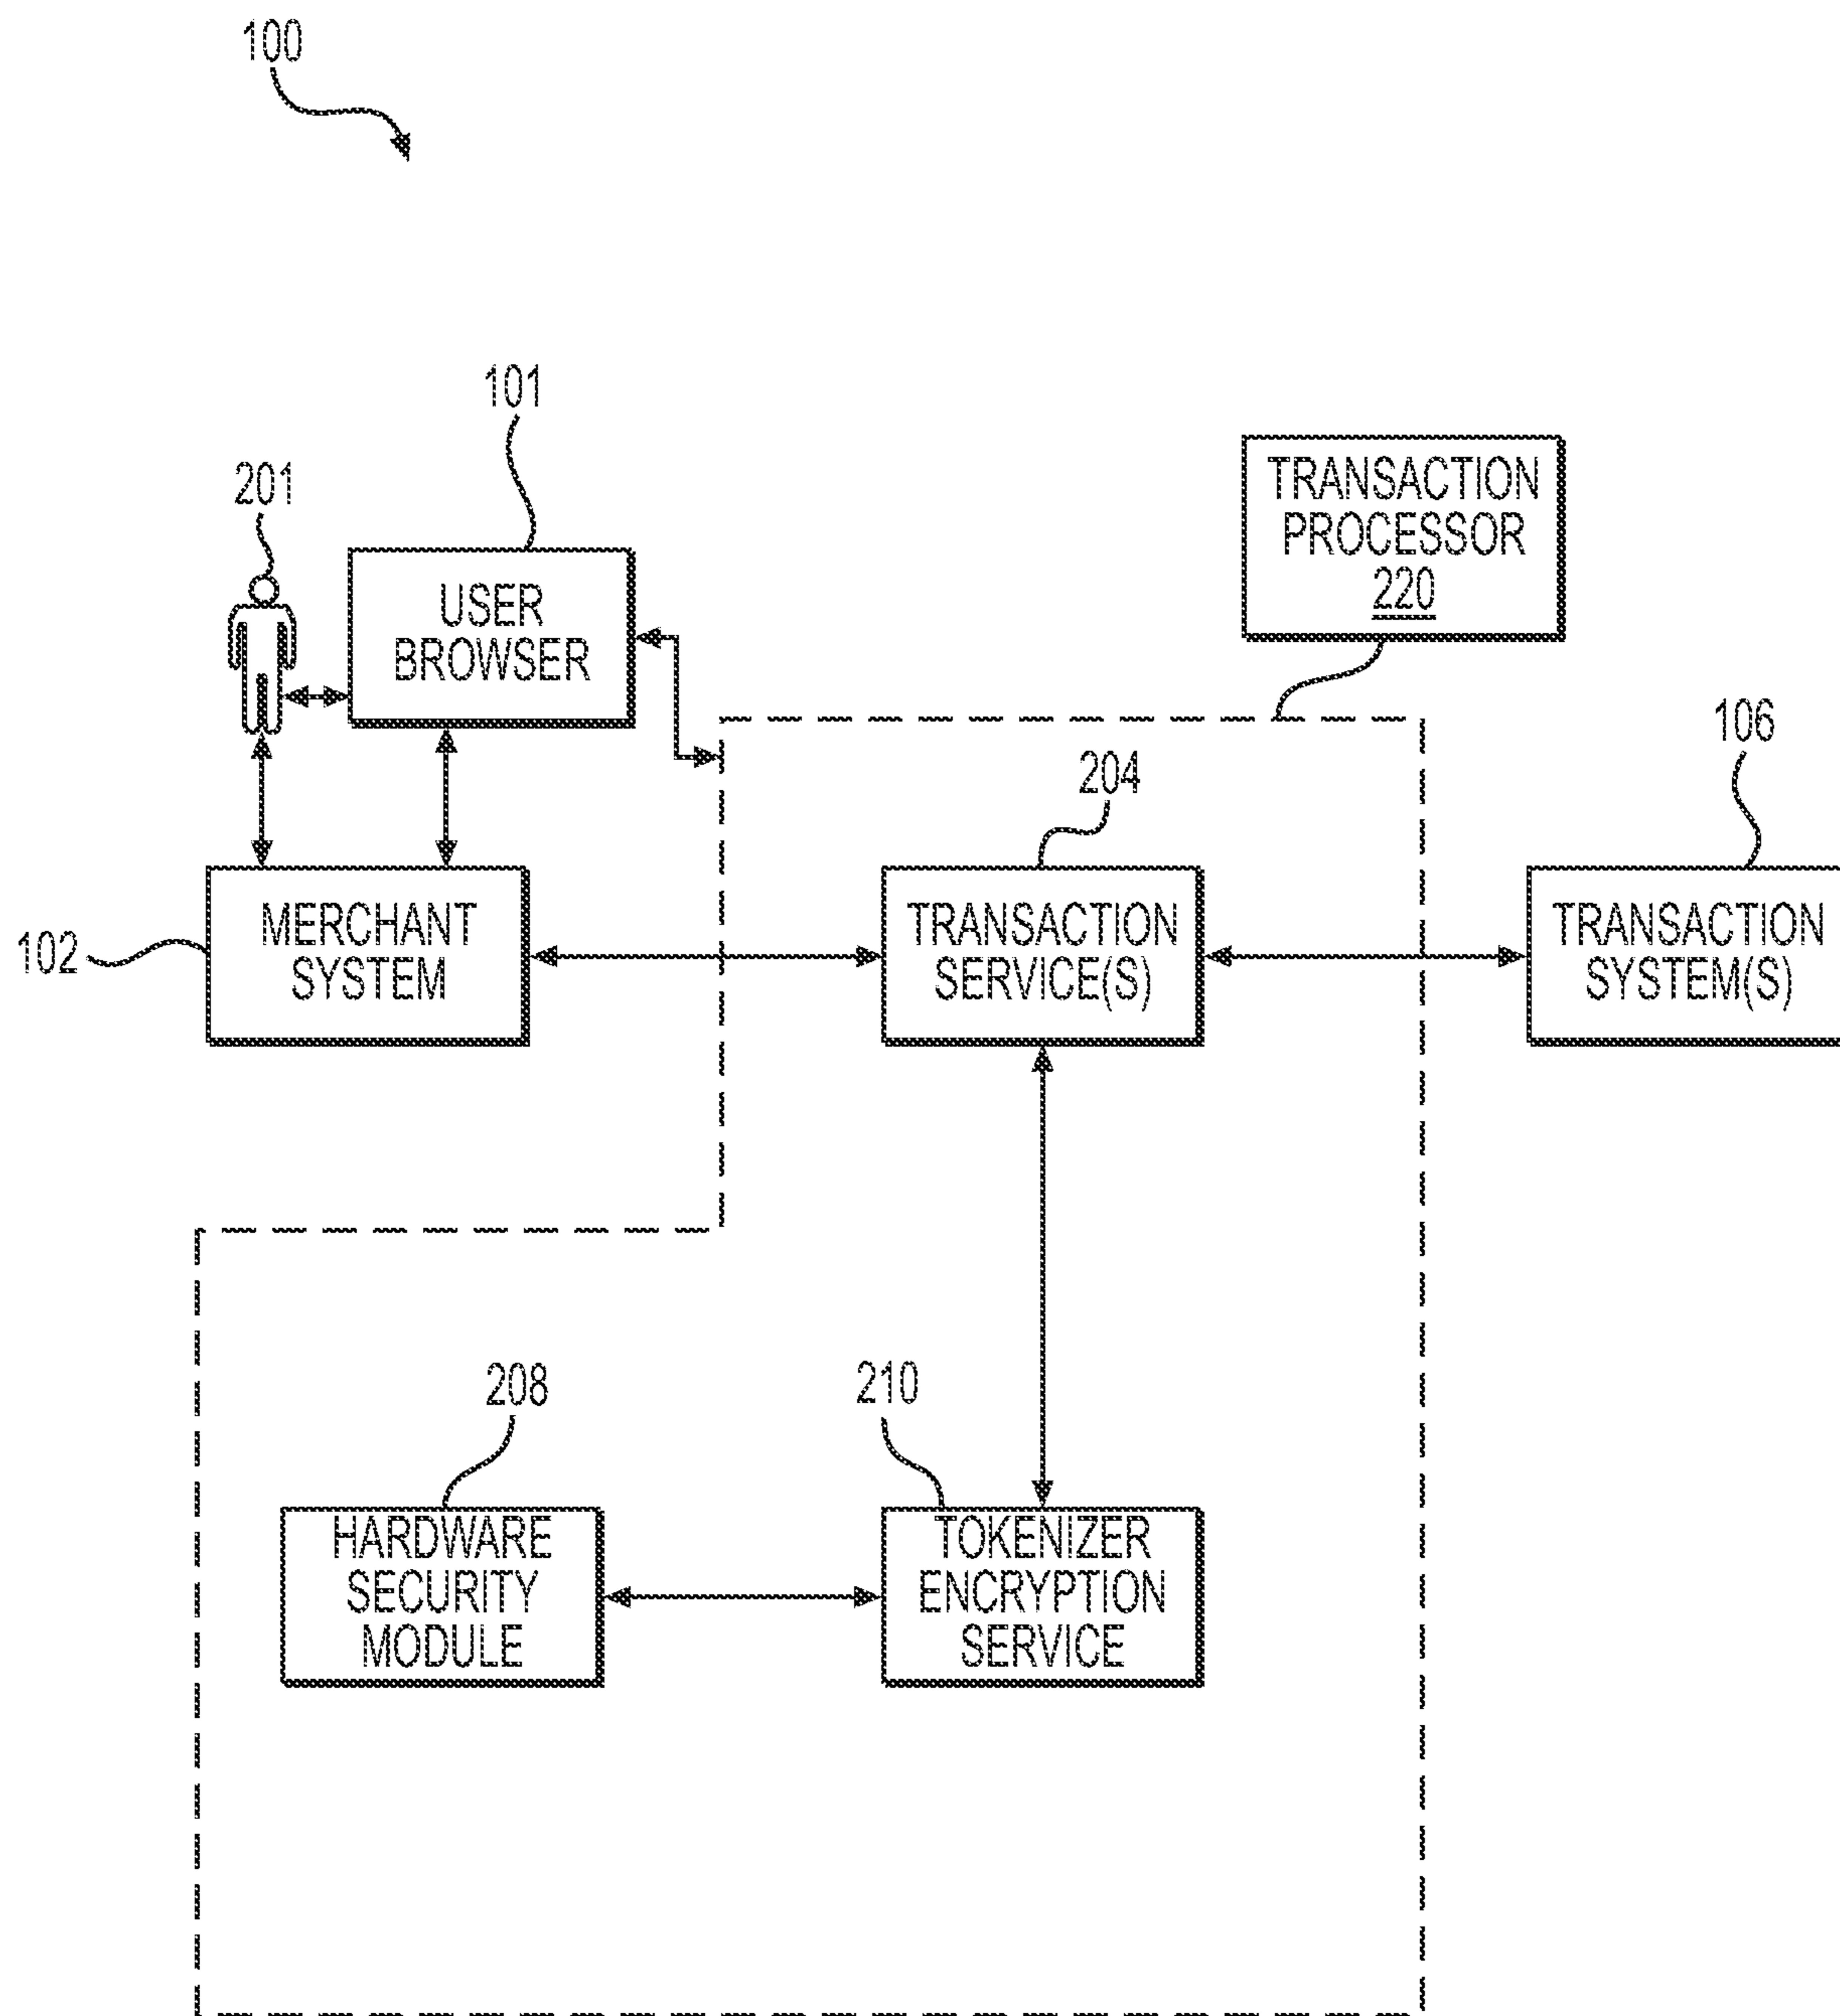 100
101
201
USER
BROWSER
TRANSACTION
PROCESSOR
220
106
204
102
MERCHANT
SYSTEM
TRANSACTION
SERVICE(S)
TRANSACTION
SYSTEM(S)
208
210
HARDWARE
SECURITY
MODULE
TOKENIZER
ENCRYPTION
SERVICE